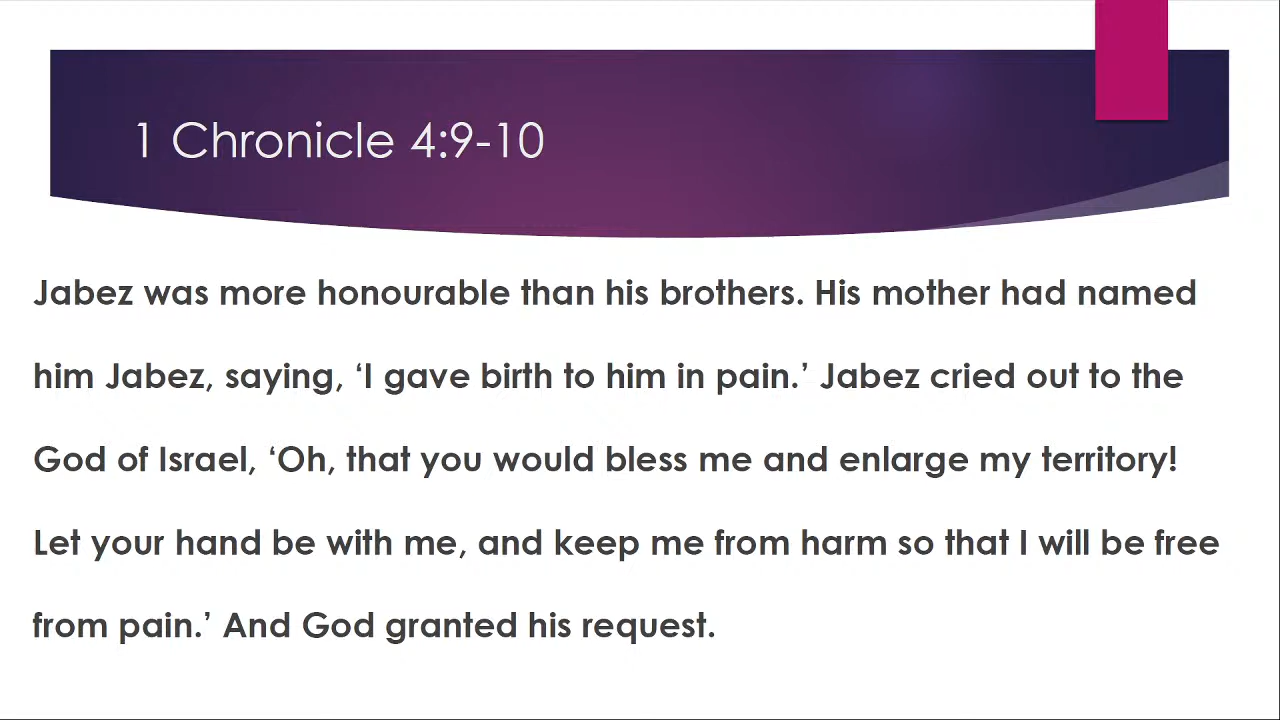 1 Chronicle 4:9-10
Jabez was more honourable than his brothers. His mother had named
him Jabez, saying, ‘I gave birth to him in pain.’ Jabez cried out to the
God of Israel, ‘Oh, that you would bless me and enlarge my territory!
Let your hand be with me, and keep me from harm so that I will be free
from pain.’ And God granted his request.